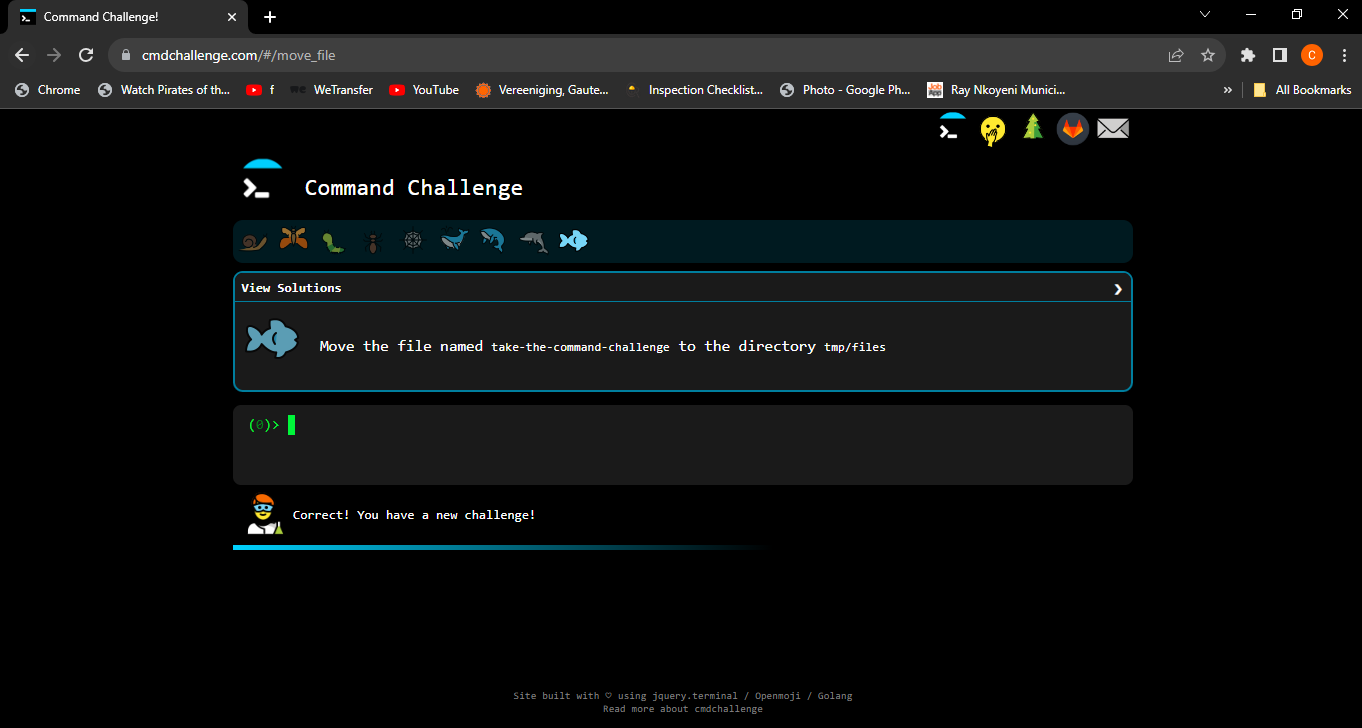 Command Challenge!
cmdchallenge.com/#/move_file
C
Chrome
Watch Pirates of th...
f
we WeTransfer
YouTube
Vereeniging, Gaute...
Inspection Checklist...
Photo - Google Ph...
Job App Ray Nkoyeni Munici...
»
All Bookmarks
Command Challenge
View Solutions
Move the file named take-the-command-challenge to the directory tmp/files
(0)>
Correct! You have a new challenge!
Site built with ♡ using jquery.terminal / Openmoji / Golang
Read more about cmdchallenge